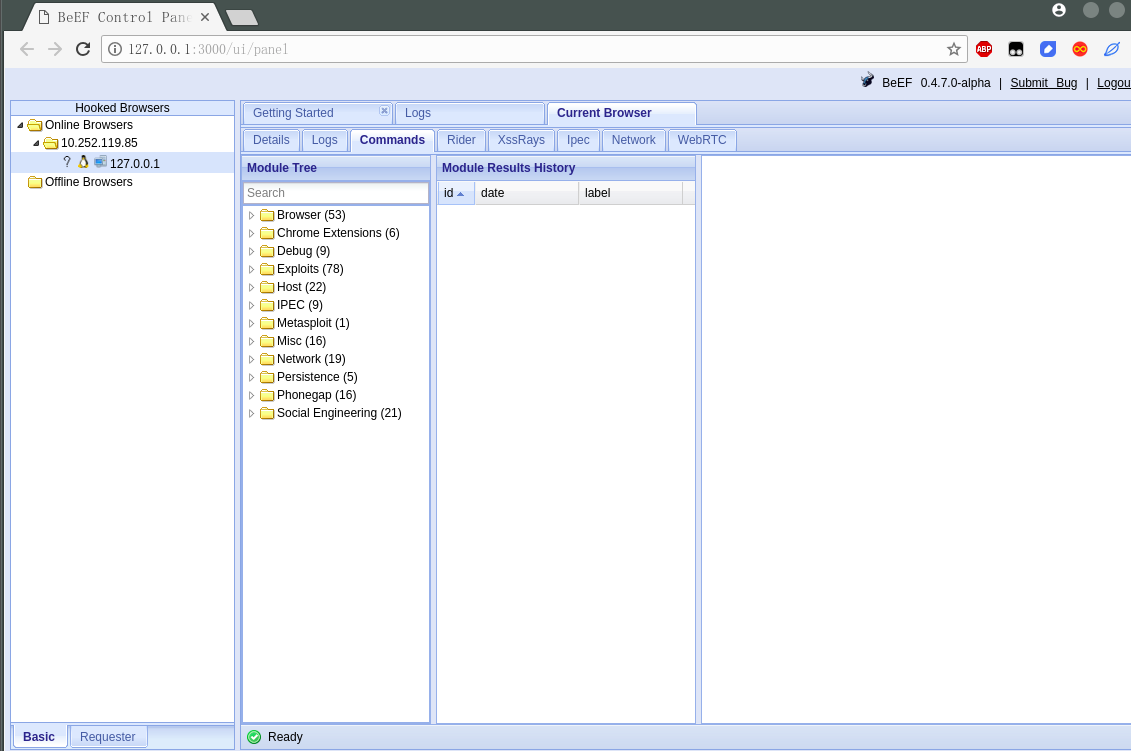 BeEF Control Pane
127.0.0.1:3000/ui/panel
ABP
BeEF 0.4.7.0-alpha | Submit Bug | Logou
Hooked Browsers
Getting Started
Logs
Current Browser
Online Browsers
10.252.119.85
? 127.0.0.1
Offline Browsers
Details
Logs
Commands
Rider
XssRays
Ipec
Network
WebRTC
Module Tree
Search
Browser (53)
Chrome Extensions (6)
Debug (9)
Exploits (78)
Host (22)
IPEC (9)
Metasploit (1)
Misc (16)
Network (19)
Persistence (5)
Phonegap (16)
Social Engineering (21)
Module Results History
id
date
label
Basic
Requester
Ready